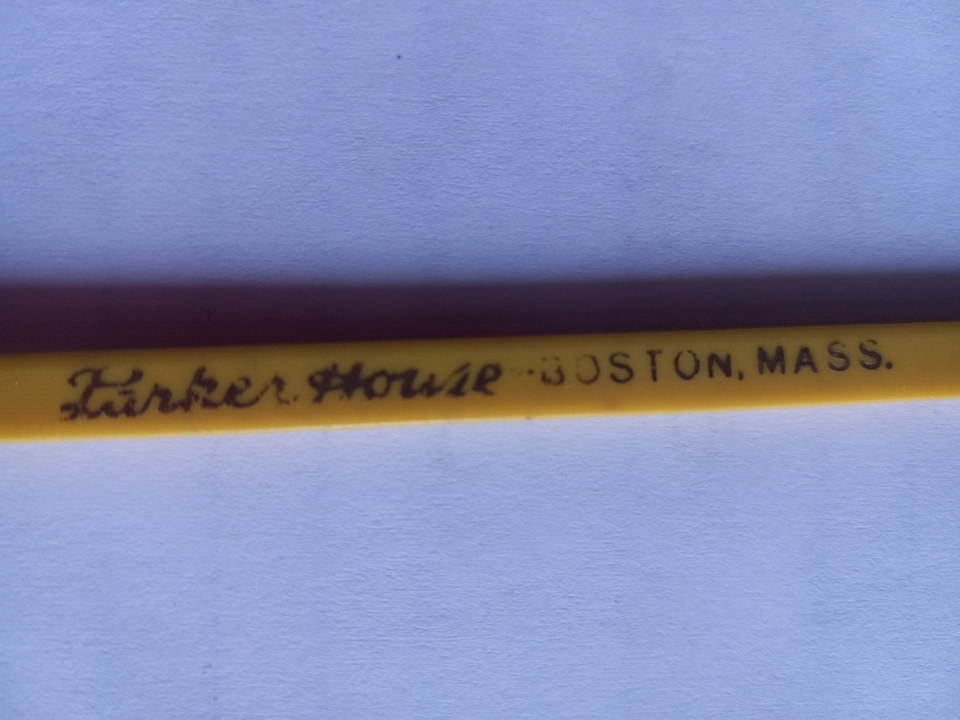 Parker House - BOSTON, MASS.